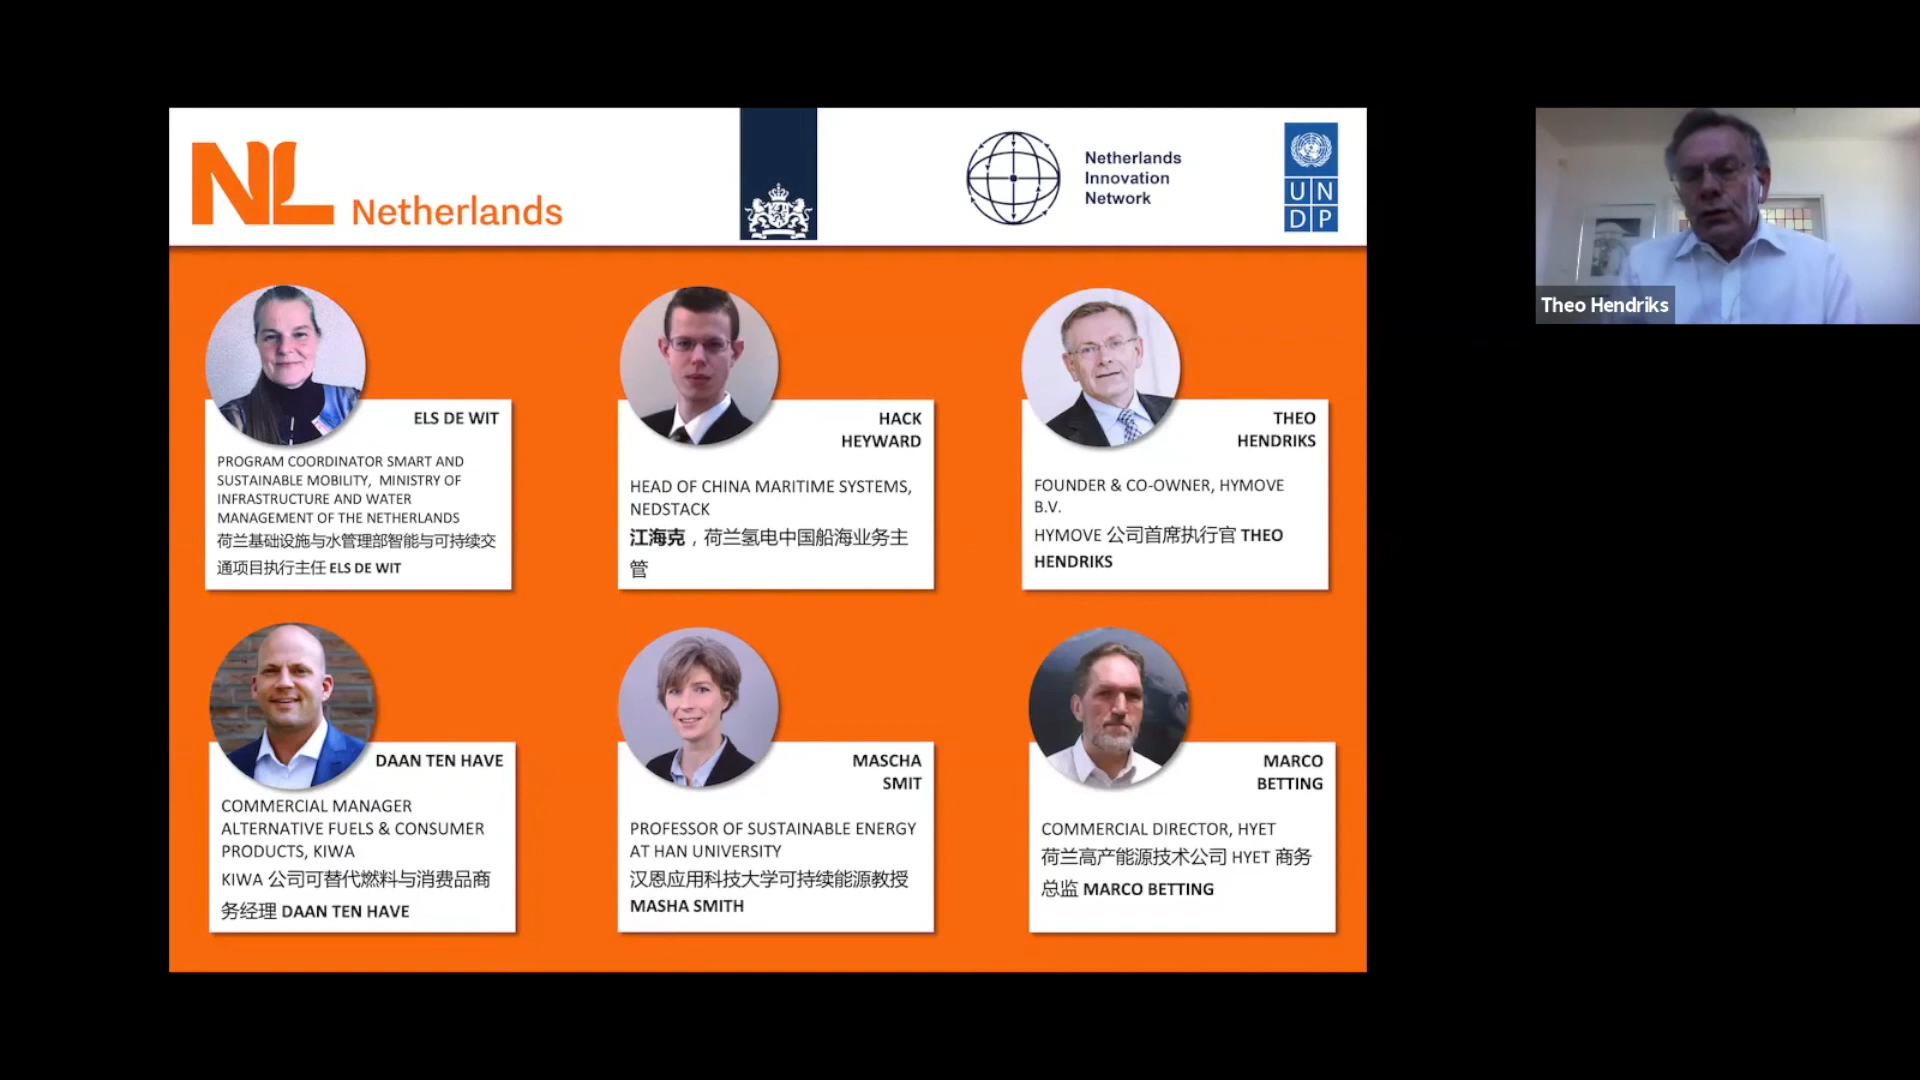 NL Netherlands
Netherlands
Innovation
Network
UN
DP
Theo Hendriks
ELS DE WIT
PROGRAM COORDINATOR SMART AND
SUSTAINABLE MOBILITY, MINISTRY OF
INFRASTRUCTURE AND WATER
MANAGEMENT OF THE NETHERLANDS
荷兰基础设施与水管理部智能与可持续交
通项目执行主任 ELS DE WIT
HACK
HEYWARD
HEAD OF CHINA MARITIME SYSTEMS,
NEDSTACK
江海克，荷兰氢电中国船海业务主
管
THEO
HENDRIKS
FOUNDER & CO-OWNER, HYMOVE
B.V.
HYMOVE 公司首席执行官 THEO
HENDRIKS
DAAN TEN HAVE
COMMERCIAL MANAGER
ALTERNATIVE FUELS & CONSUMER
PRODUCTS, KIWA
KIWA 公司可替代燃料与消费品商
务经理 DAAN TEN HAVE
MASCHA
SMIT
PROFESSOR OF SUSTAINABLE ENERGY
AT HAN UNIVERSITY
汉恩应用科技大学可持续能源教授
MASHA SMITH
MARCO
BETTING
COMMERCIAL DIRECTOR, HYET
荷兰高产能源技术公司 HYET 商务
总监 MARCO BETTING